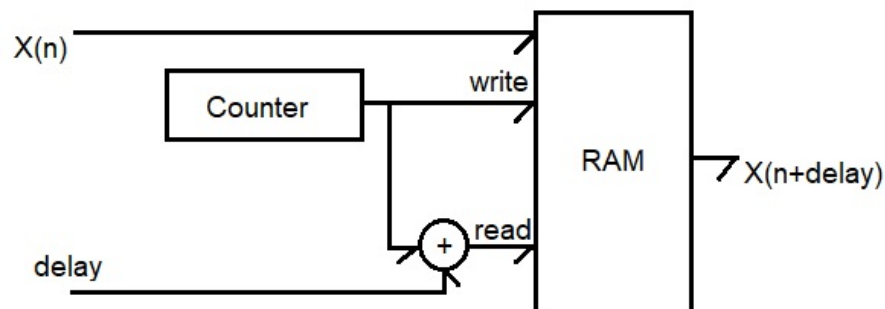 X(n)
write
Counter
RAM
X(n+delay)
read
+
delay